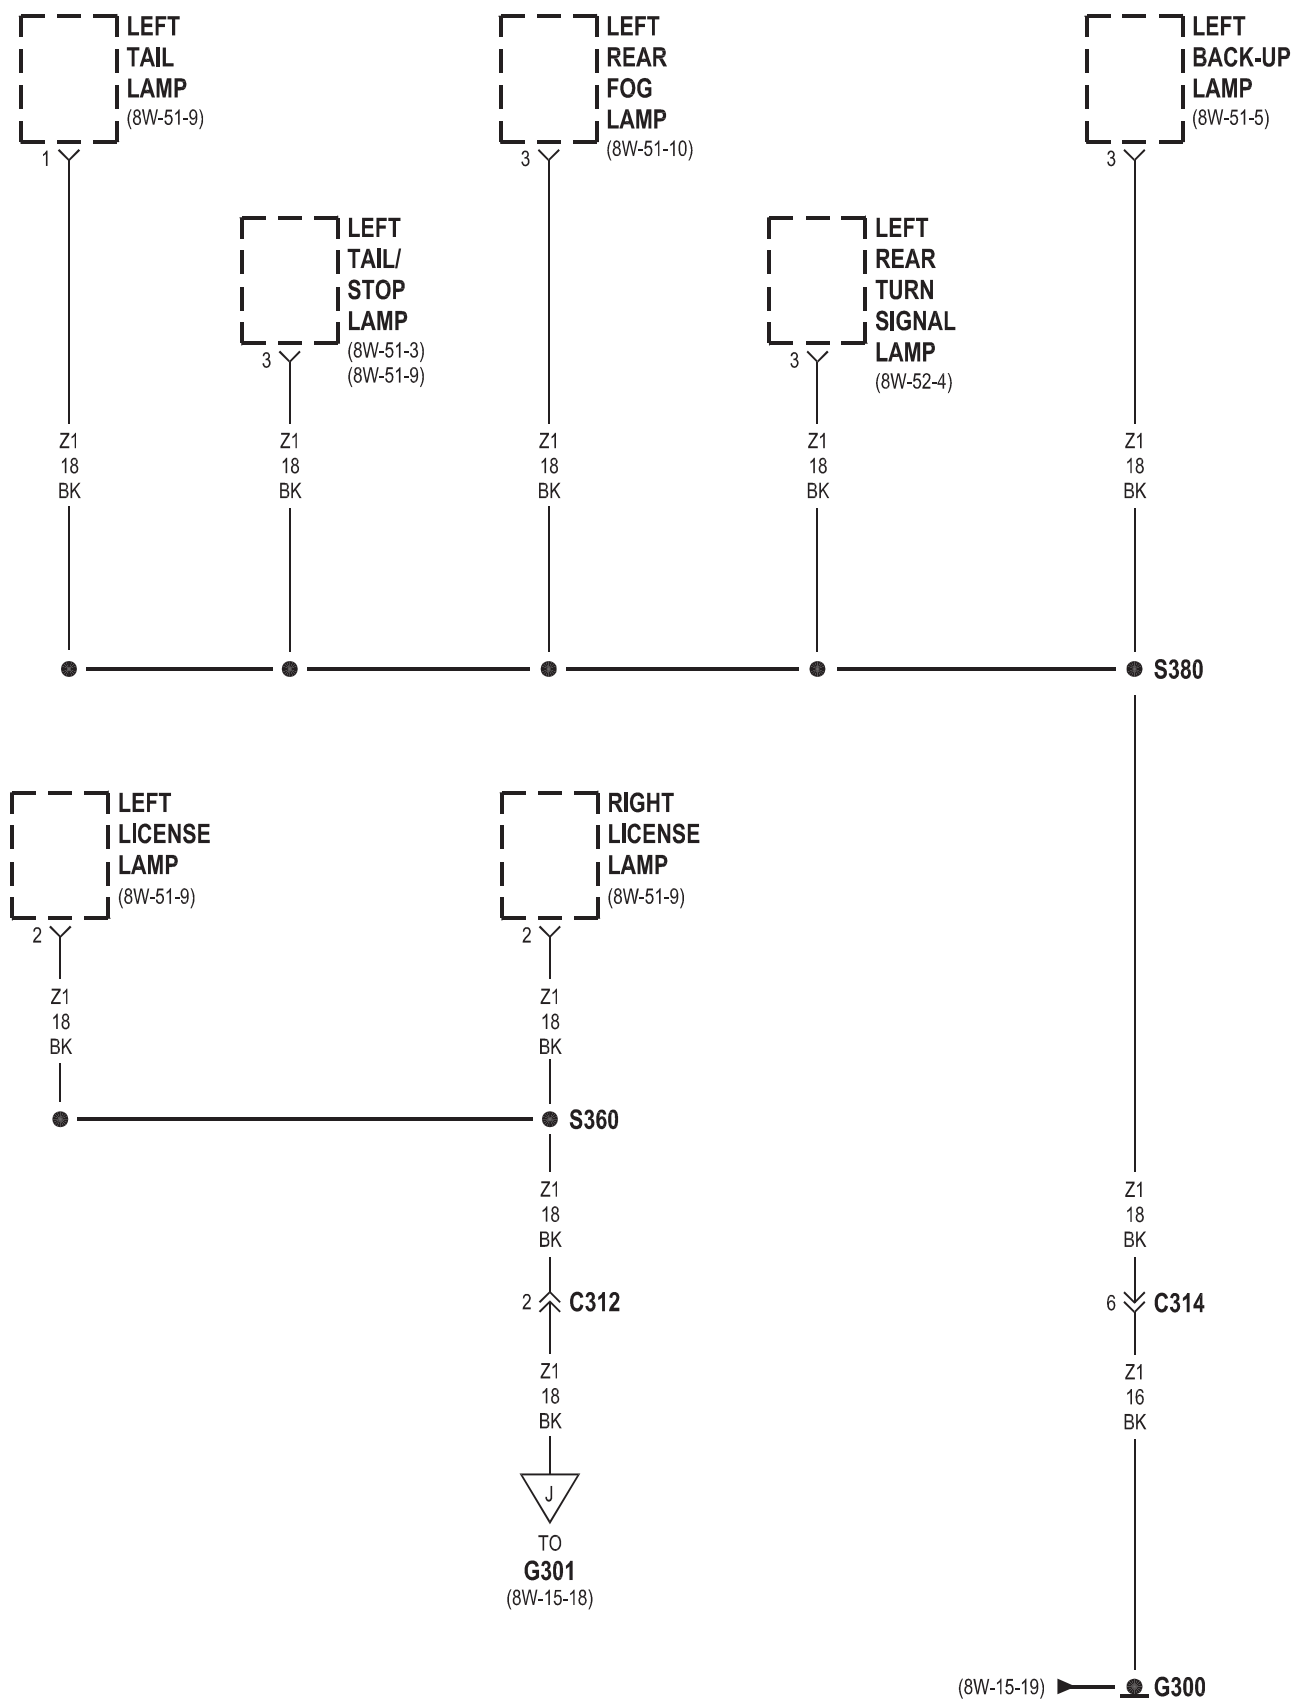 LEFT
TAIL
LAMP
(8W-51-9)
1
LEFT
REAR
FOG
LAMP
(8W-51-10)
3
LEFT
BACK-UP
LAMP
(8W-51-5)
3
LEFT
TAIL/
STOP
LAMP
(8W-51-3)
(8W-51-9)
3
LEFT
REAR
TURN
SIGNAL
LAMP
(8W-52-4)
3
Z1
18
BK
Z1
18
BK
Z1
18
BK
Z1
18
BK
Z1
18
BK
S380
LEFT
LICENSE
LAMP
(8W-51-9)
2
RIGHT
LICENSE
LAMP
(8W-51-9)
2
Z1
18
BK
Z1
18
BK
S360
Z1
18
BK
Z1
18
BK
2 C312
6 C314
Z1
18
BK
Z1
16
BK
J
TO
G301
(8W-15-18)
(8W-15-19) G300